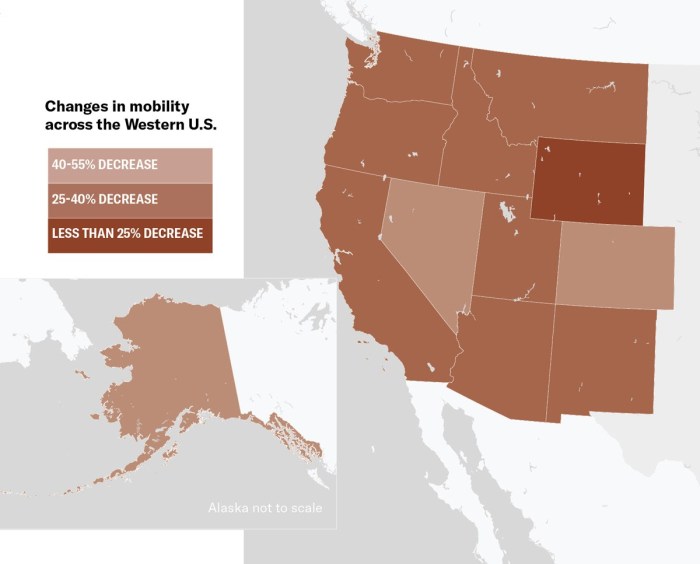 Changes in mobility
across the Western U.S.
40-55% DECREASE
25-40% DECREASE
LESS THAN 25% DECREASE
Alaska not to scale